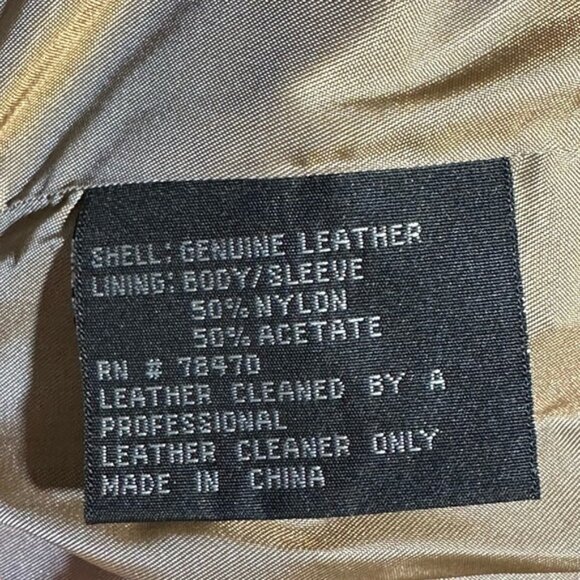 SHELL: GENUINE LEATHER
LINING: BODY/SLEEVE
50% NYLON
50% ACETATE
RN # 78470
LEATHER CLEANED BY A
PROFESSIONAL
LEATHER CLEANER ONLY
MADE IN CHINA